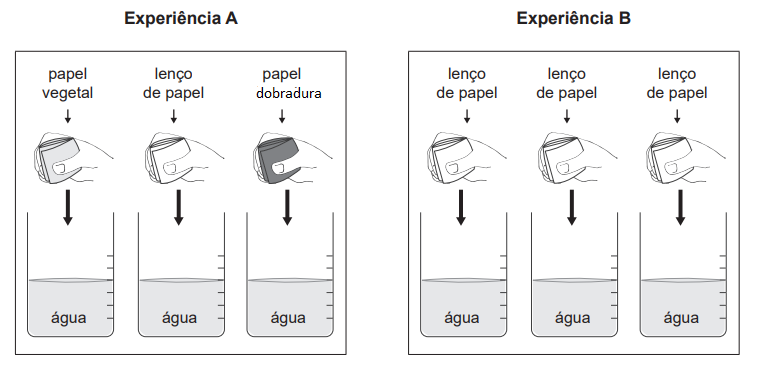 Experiência A
papel
vegetal
lenço
de papel
papel
dobradura
água
água
água
Experiência B
lenço
de papel
lenço
de papel
lenço
de papel
água
água
água